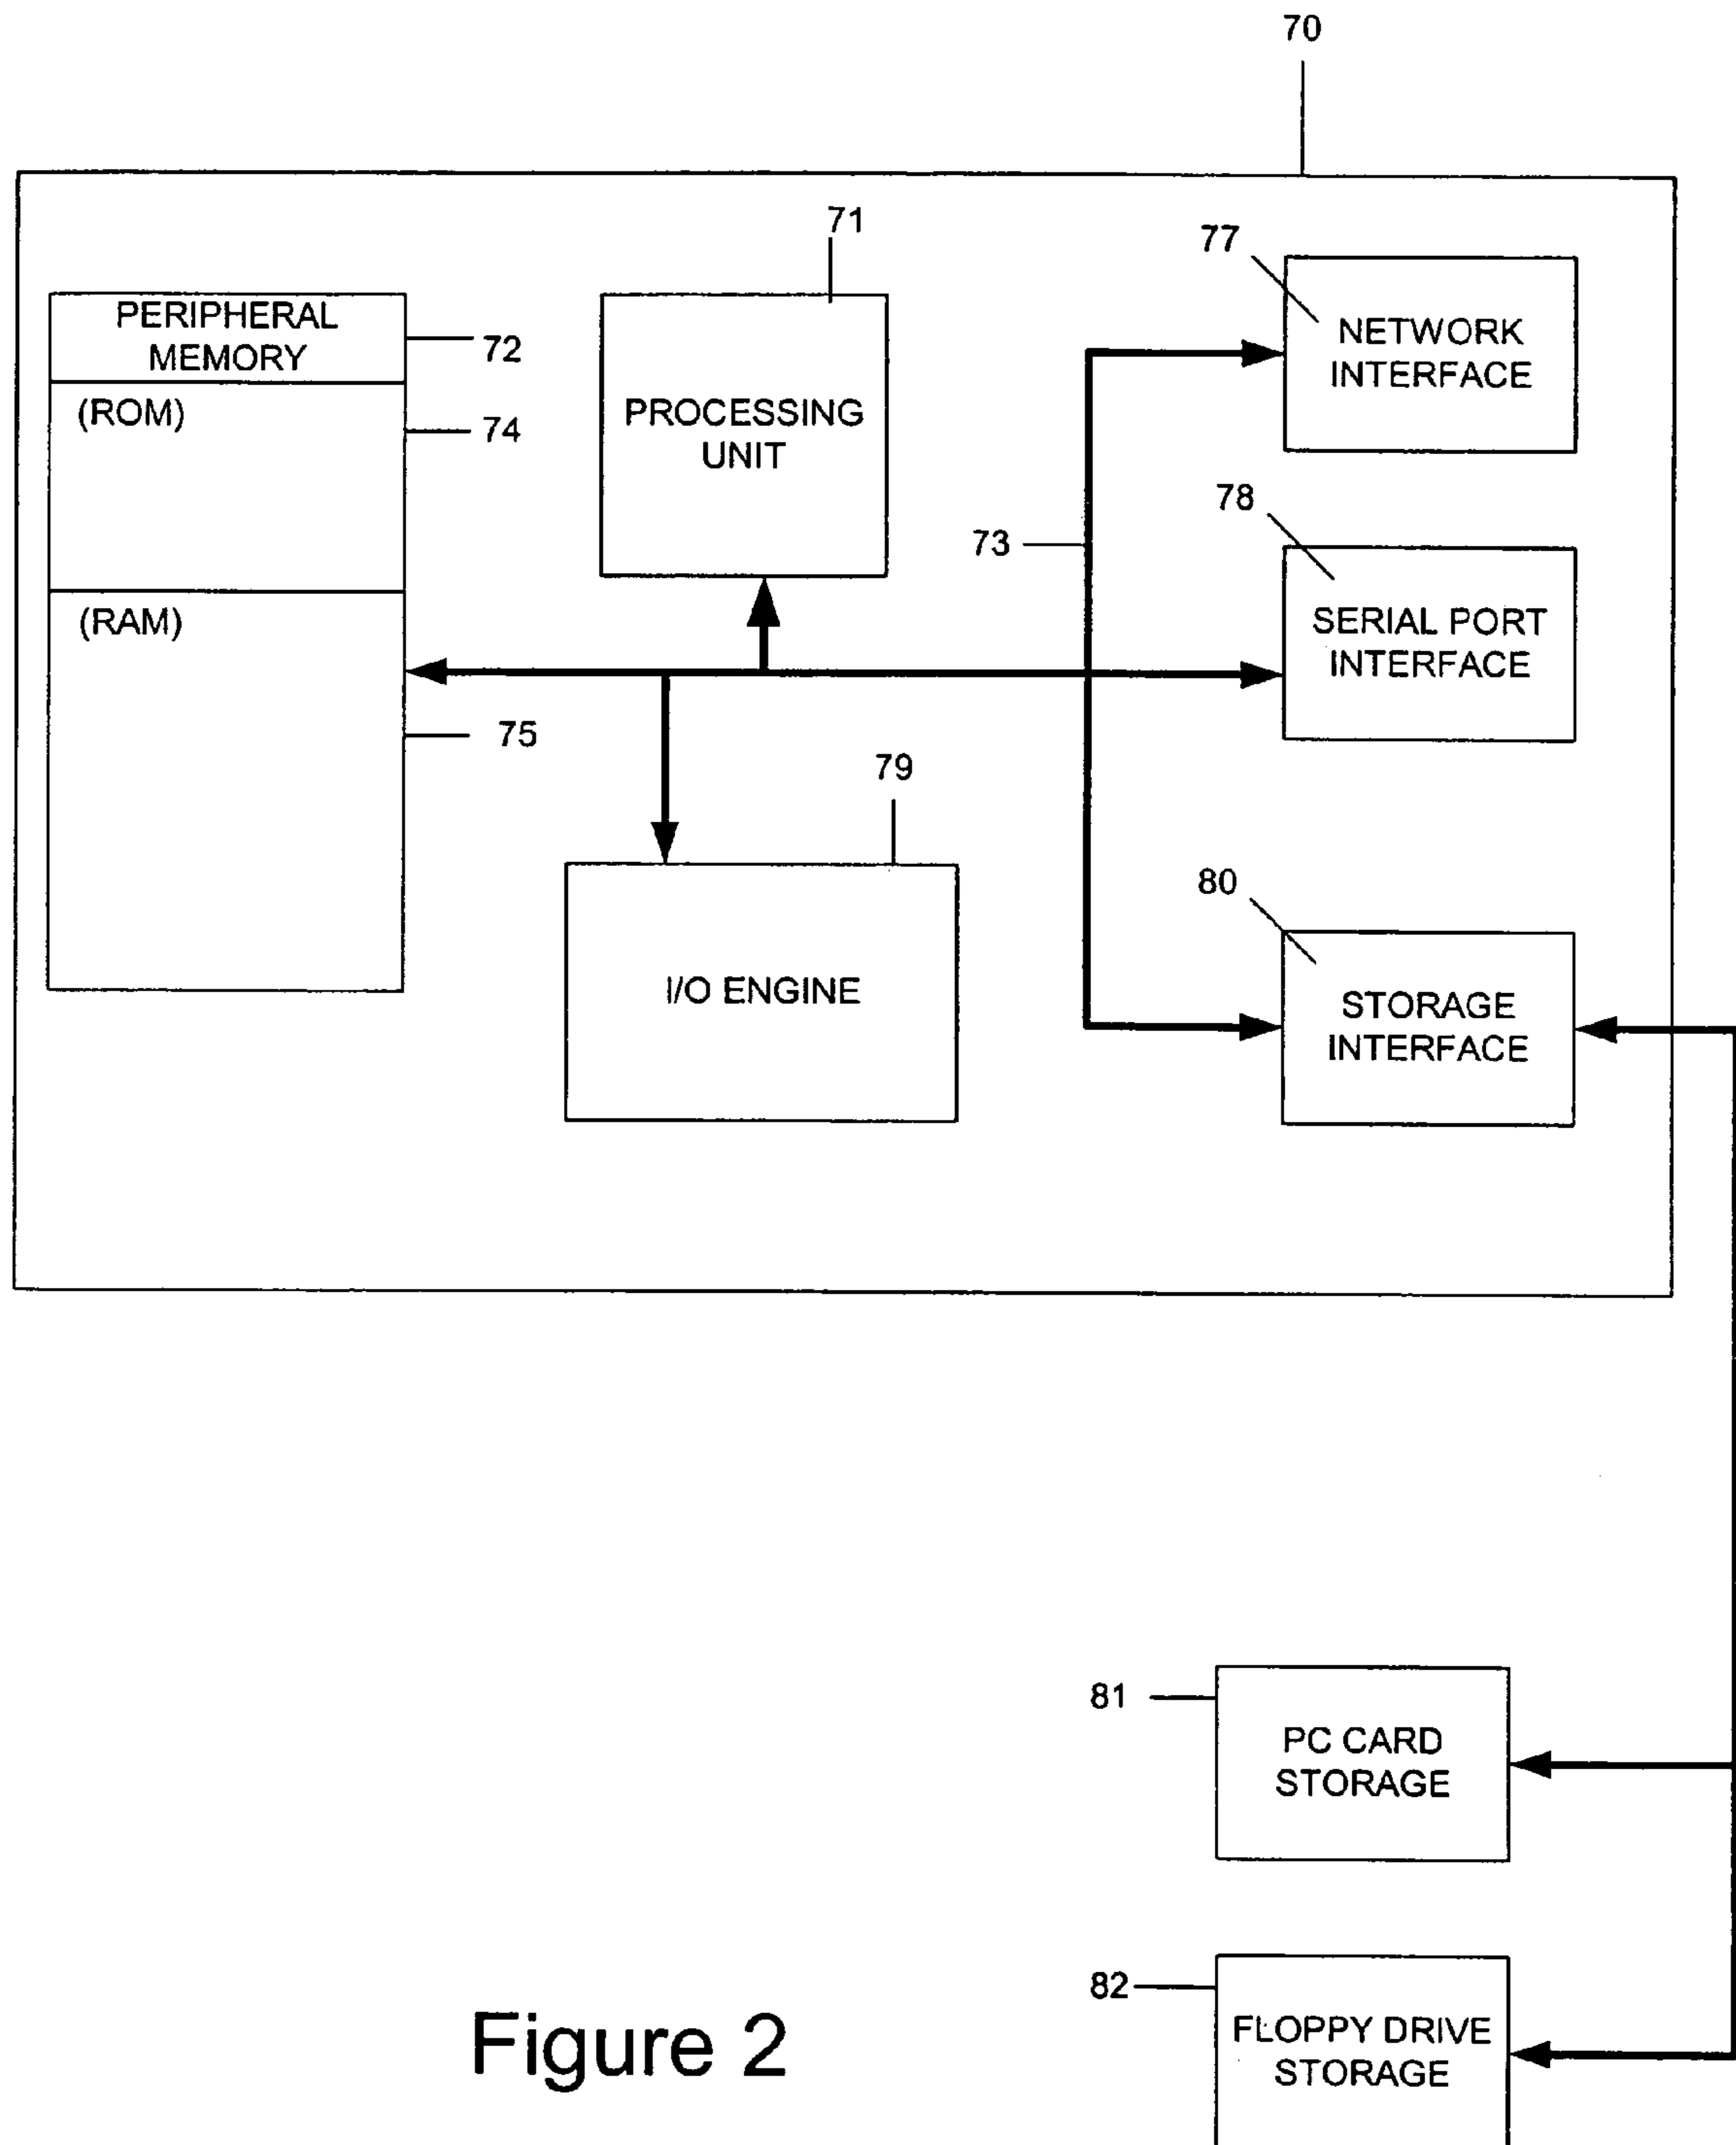 70
71
77
PERIPHERAL
MEMORY
72
NETWORK
INTERFACE
(ROM)
74
PROCESSING
UNIT
78
73
(RAM)
SERIAL PORT
INTERFACE
75
79
80
I/O ENGINE
STORAGE
INTERFACE
81
PC CARD
STORAGE
82
FLOPPY DRIVE
STORAGE
Figure 2